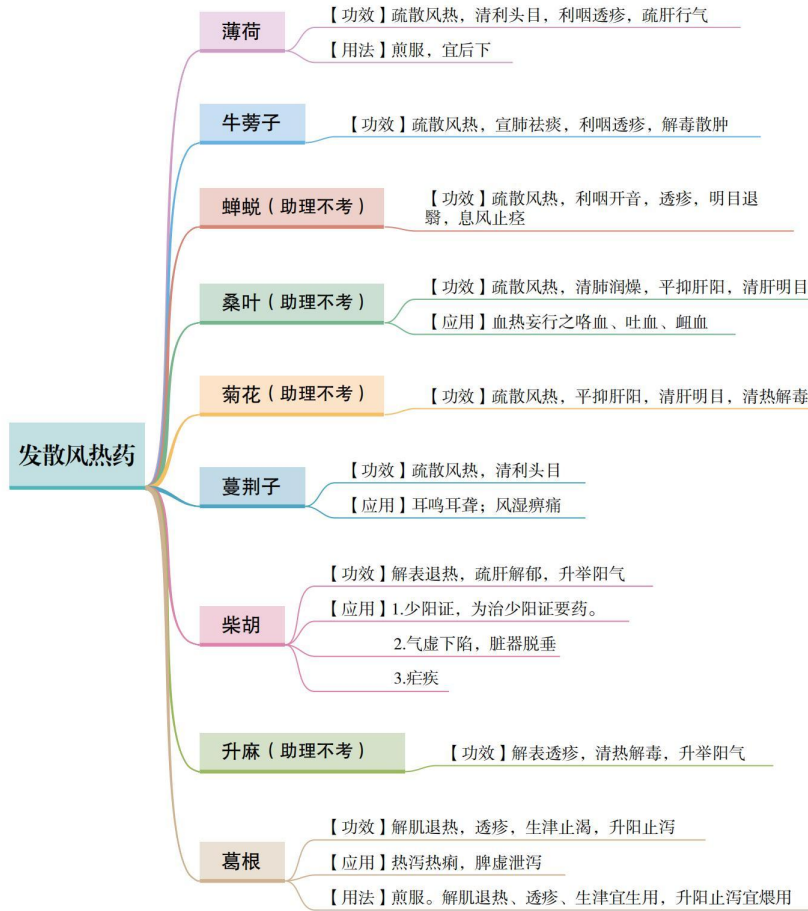 发散风热药
薄荷
【功效】疏散风热，清利头目，利咽透疹，疏肝行气
【用法】煎服，宜后下
牛蒡子
【功效】疏散风热，宣肺祛痰，利咽透疹，解毒散肿
蝉蜕（助理不考）
【功效】疏散风热，利咽开音，透疹，明目退
翳，息风止痉
桑叶（助理不考）
【功效】疏散风热，清肺润燥，平抑肝阳，清肝明目
【应用】血热妄行之咯血、吐血、衄血
菊花（助理不考）
【功效】疏散风热，平抑肝阳，清肝明目，清热解毒
蔓荆子
【功效】疏散风热，清利头目
【应用】耳鸣耳聋；风湿痹痛
柴胡
【功效】解表退热，疏肝解郁，升举阳气
【应用】1.少阳证，为治少阳证要药。
2.气虚下陷，脏器脱垂
3.疟疾
升麻（助理不考）
【功效】解表透疹，清热解毒，升举阳气
葛根
【功效】解肌退热，透疹，生津止渴，升阳止泻
【应用】热泻热痢，脾虚泄泻
【用法】煎服。解肌退热、透疹、生津宜生用，升阳止泻宜煨用